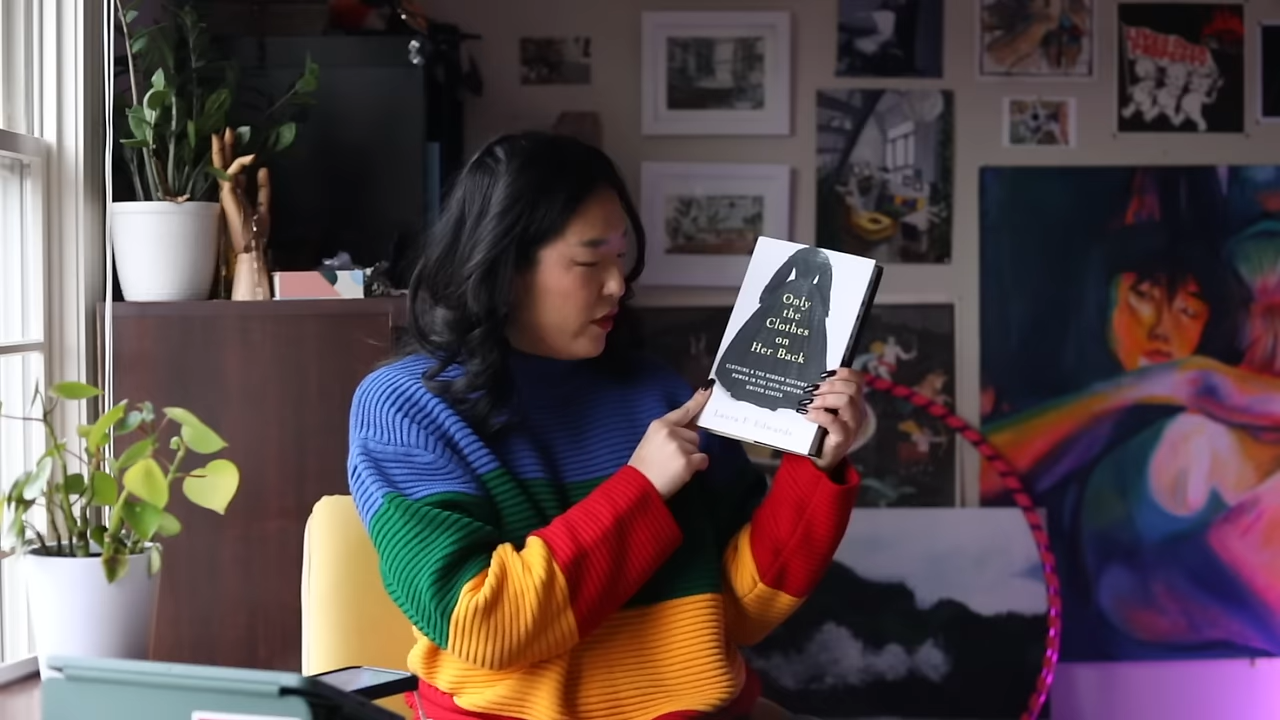 Only
the
Clothes
on
Her Back
CLOTHING & THE HIDDEN HISTORY
POWER IN THE 19TH-CENTURY
UNITED STATES
Laura F. Edwards